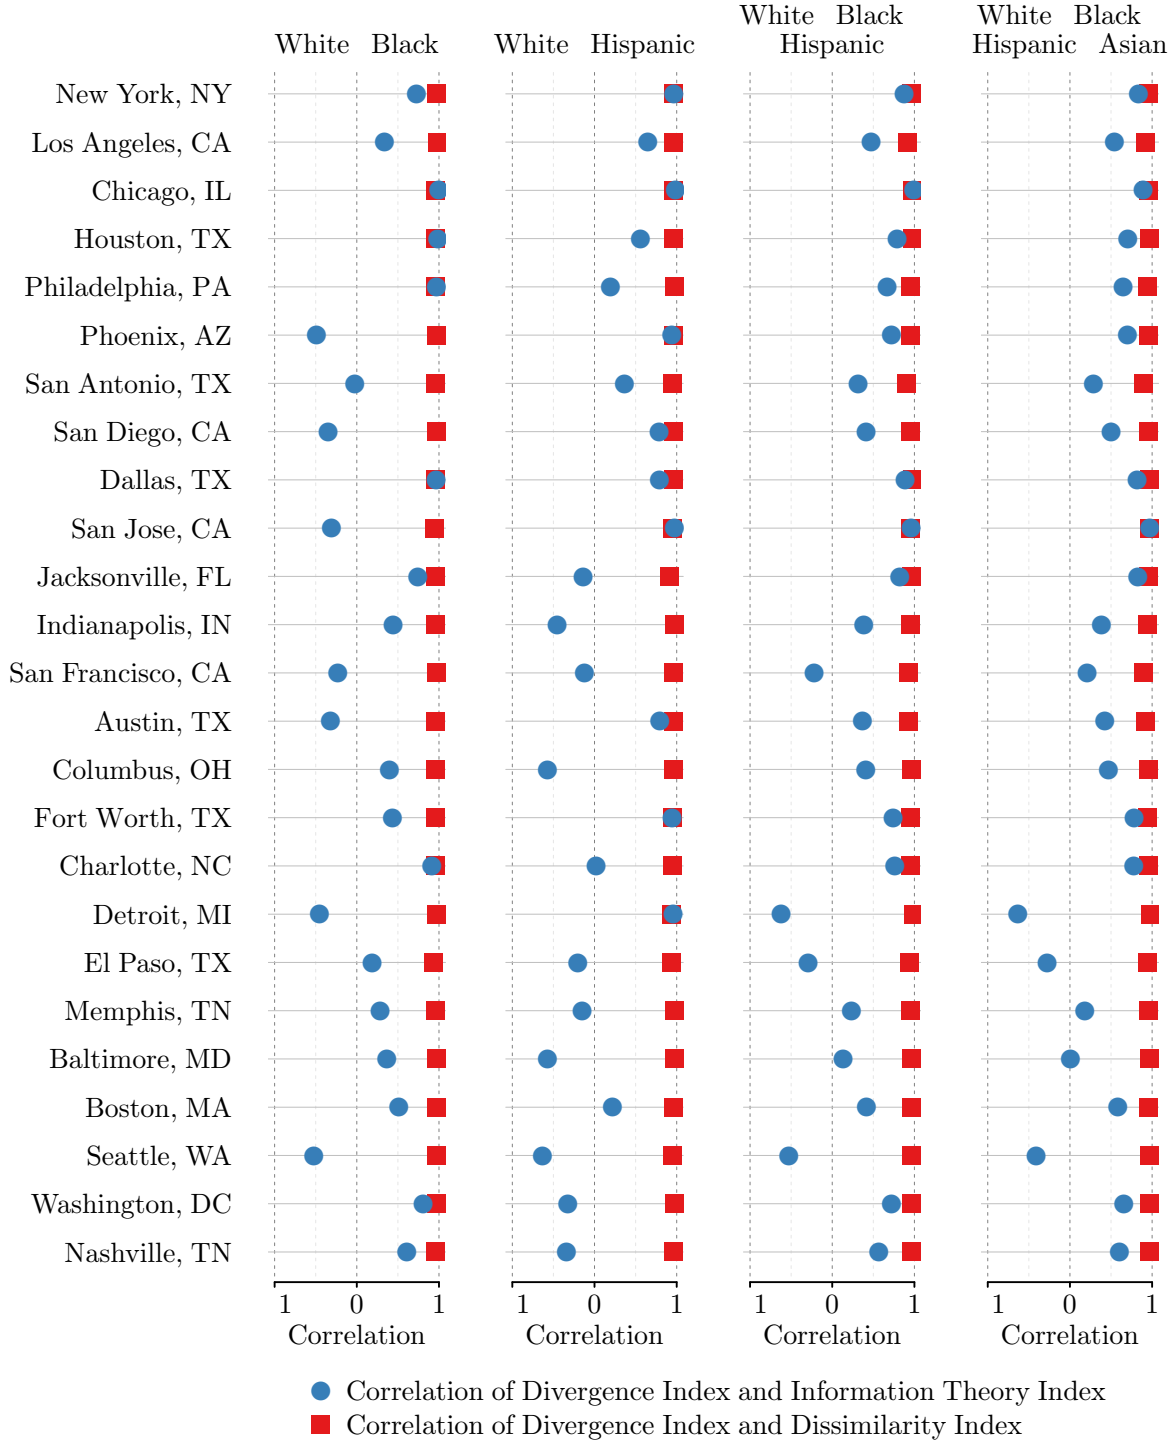 White Black
White Hispanic
White Black
Hispanic
White Black
Hispanic Asian
New York, NY
Los Angeles, CA
Chicago, IL
Houston, TX
Philadelphia, PA
Phoenix, AZ
San Antonio, TX
San Diego, CA
Dallas, TX
San Jose, CA
Jacksonville, FL
Indianapolis, IN
San Francisco, CA
Austin, TX
Columbus, OH
Fort Worth, TX
Charlotte, NC
Detroit, MI
El Paso, TX
Memphis, TN
Baltimore, MD
Boston, MA
Seattle, WA
Washington, DC
Nashville, TN
1 0 1
Correlation
1 0 1
Correlation
1 0 1
Correlation
1 0 1
Correlation
Correlation of Divergence Index and Information Theory Index
Correlation of Divergence Index and Dissimilarity Index